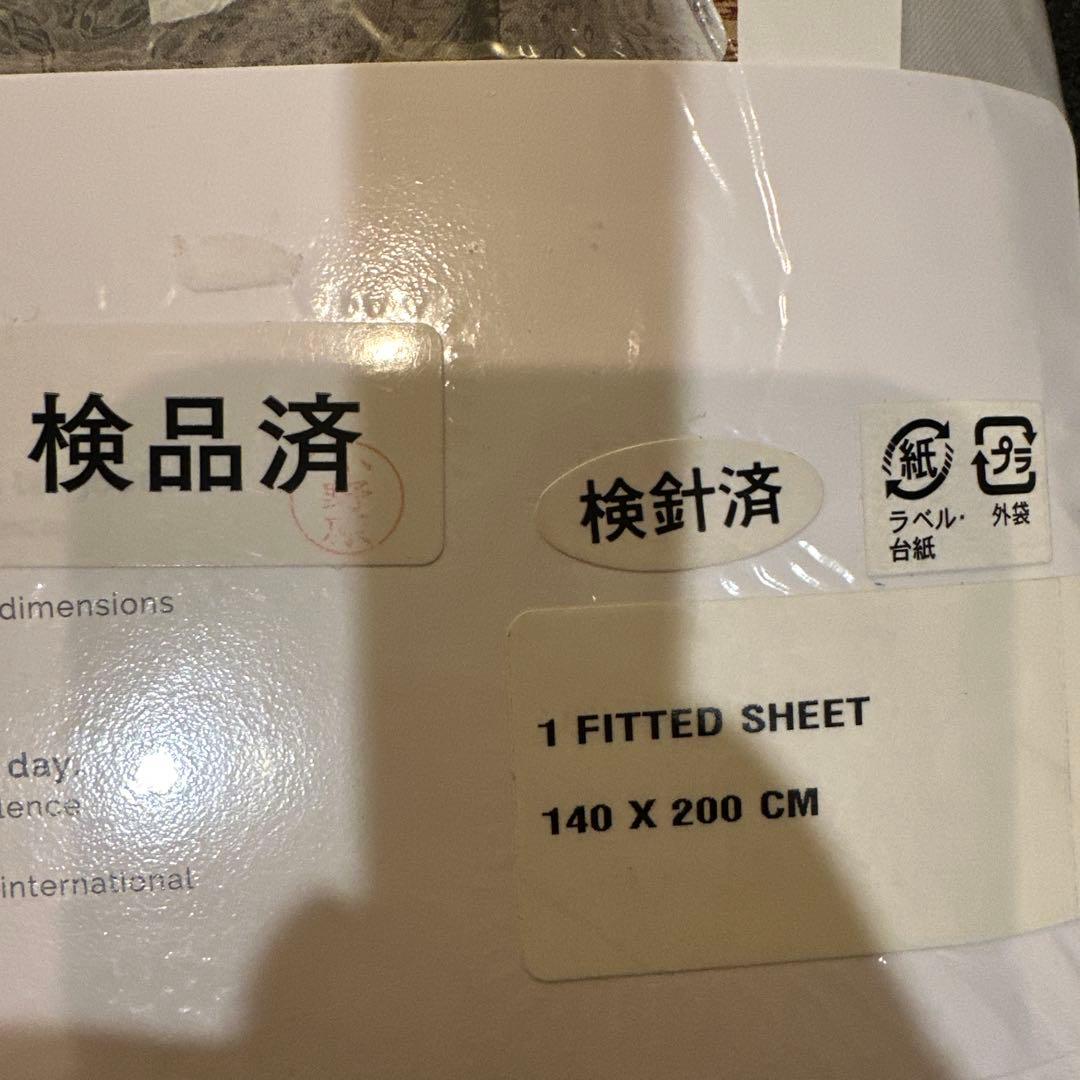 検品済
検針済
紙
プラ
ラベル・
台紙
外袋
dimensions
day.
lence
international
1 FITTED SHEET
140 X 200 CM